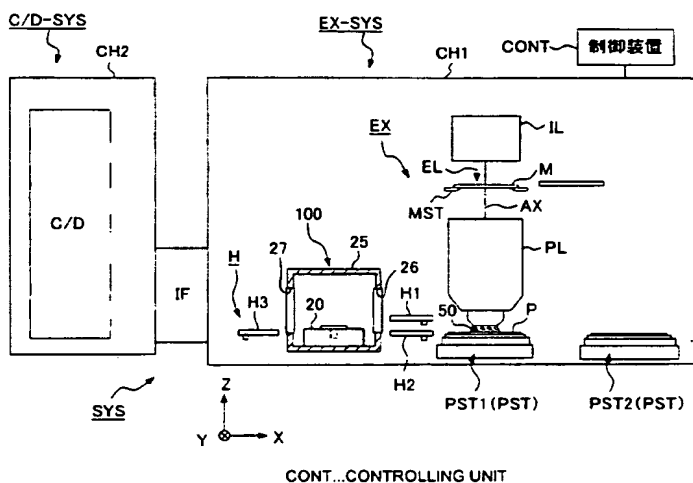 C/D-SYS
CH2
EX-SYS
CH1
CONT
制御装置
EX
IL
EL
M
MST
AX
PL
C/D
100
25
27
26
H
H3
20
H1
H2
50
P
IF
SYS
Z
Y
X
PST1(PST)
PST2(PST)
CONT...CONTROLLING UNIT